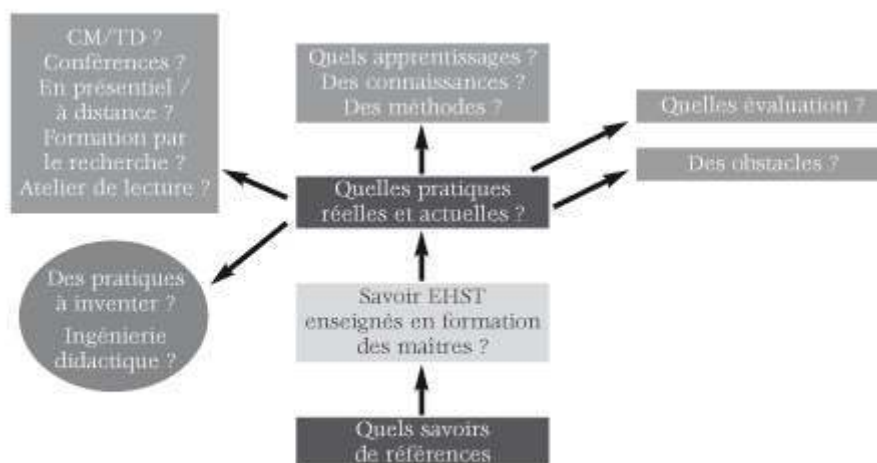 CM/TD ?
Conférences ?
En présentiel /
à distance ?
Formation par
le recherche ?
Atelier de lecture ?
Quels apprentissages ?
Des connaissances ?
Des méthodes ?
Quelles évaluation ?
Des obstacles ?
Quelles pratiques
réelles et actuelles ?
Des pratiques
à inventer ?
Ingénierie
didactique ?
Savoir EHST
enseignés en formation
des maîtres ?
Quels savoirs
de références